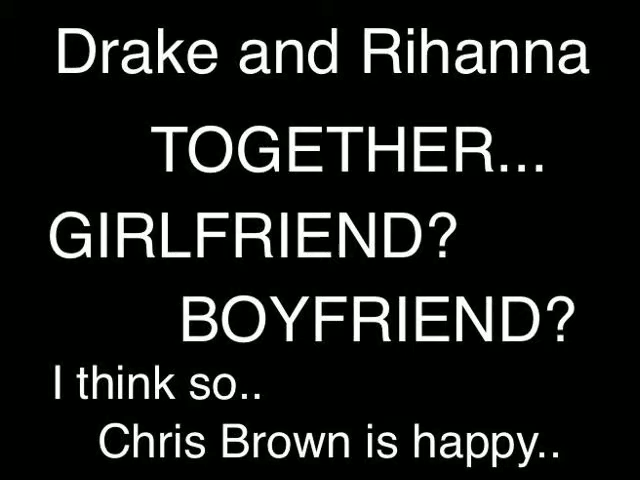 Drake and Rihanna
TOGETHER...
GIRLFRIEND?
BOYFRIEND?
I think so..
Chris Brown is happy..